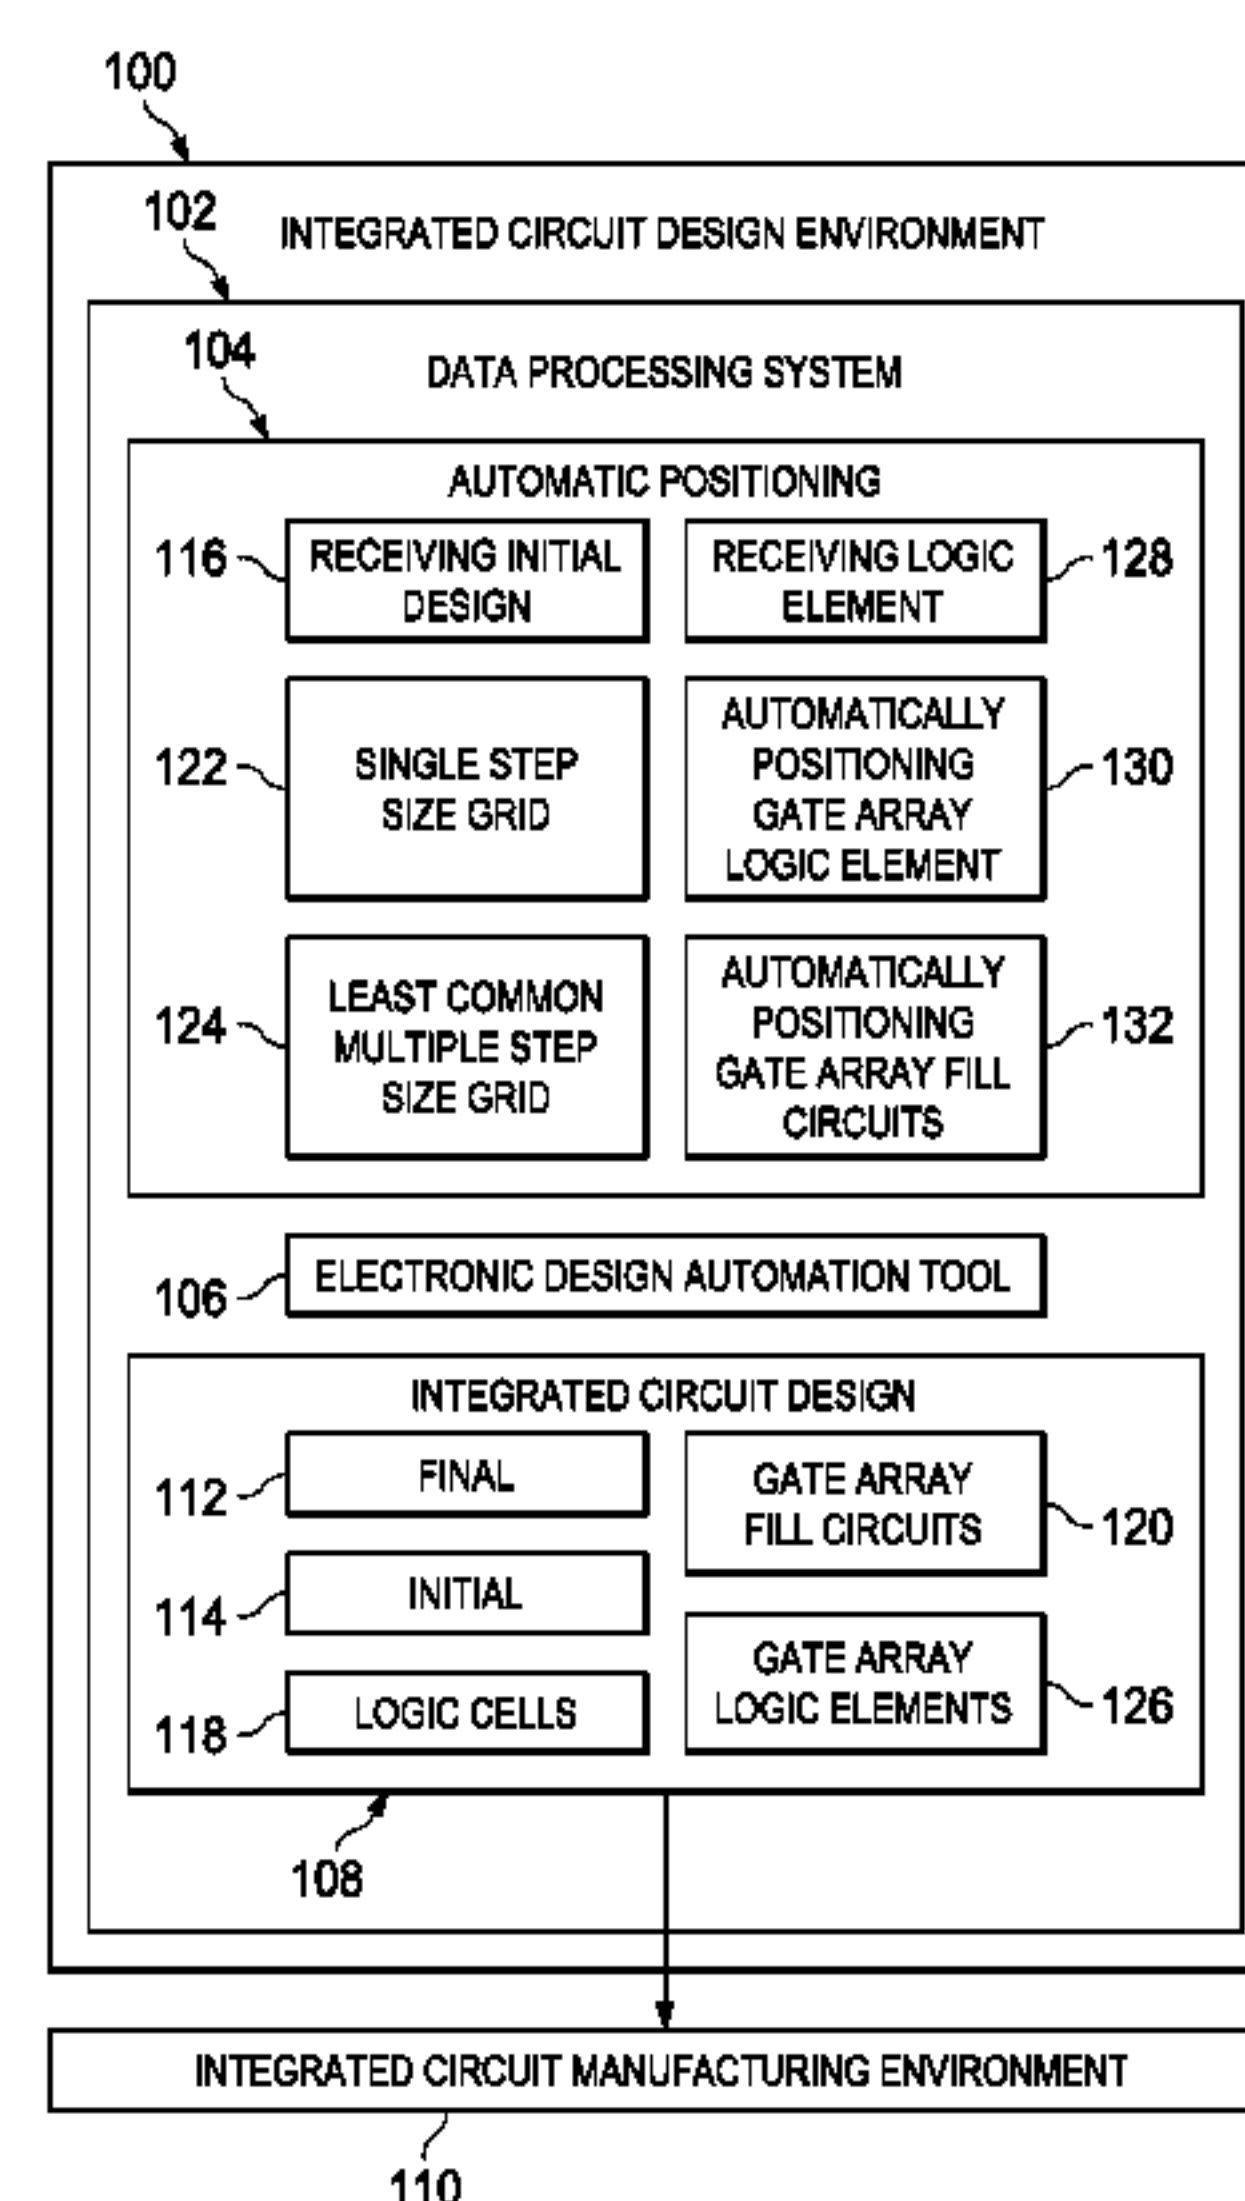 100
102
INTEGRATED CIRCUIT DESIGN ENVIRONMENT
104
DATA PROCESSING SYSTEM
AUTOMATIC POSITIONING
116
RECEIVING INITIAL
DESIGN
RECEIVING LOGIC
ELEMENT
128
122
SINGLE STEP
SIZE GRID
AUTOMATICALLY
POSITIONING
GATE ARRAY
LOGIC ELEMENT
130
124
LEAST COMMON
MULTIPLE STEP
SIZE GRID
AUTOMATICALLY
POSITIONING
GATE ARRAY FILL
CIRCUITS
132
106
ELECTRONIC DESIGN AUTOMATION TOOL
INTEGRATED CIRCUIT DESIGN
112
FINAL
GATE ARRAY
FILL CIRCUITS
120
114
INITIAL
118
LOGIC CELLS
GATE ARRAY
LOGIC ELEMENTS
126
108
INTEGRATED CIRCUIT MANUFACTURING ENVIRONMENT
110